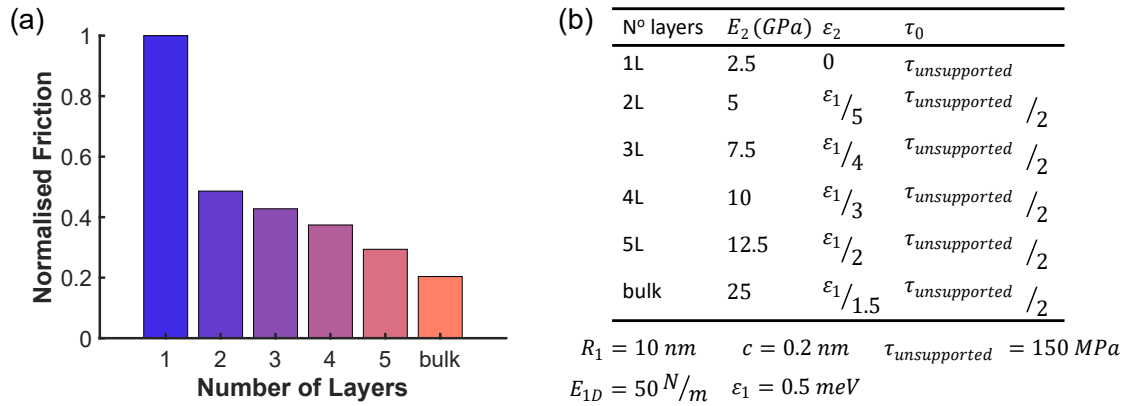 (a)
Normalised Friction
1
0.8
0.6
0.4
0.2
0
1 2 3 4 5 bulk
Number of Layers
(b)
Nº layers E₂ (GPa) ε₂ τ₀
1L 2.5 0 τ_unsupported
2L 5 ε₁/5 τ_unsupported/2
3L 7.5 ε₁/4 τ_unsupported/2
4L 10 ε₁/3 τ_unsupported/2
5L 12.5 ε₁/2 τ_unsupported/2
bulk 25 ε₁/1.5 τ_unsupported/2
R₁ = 10 nm c = 0.2 nm τ_unsupported = 150 MPa
E_1D = 50 N/m ε₁ = 0.5 meV